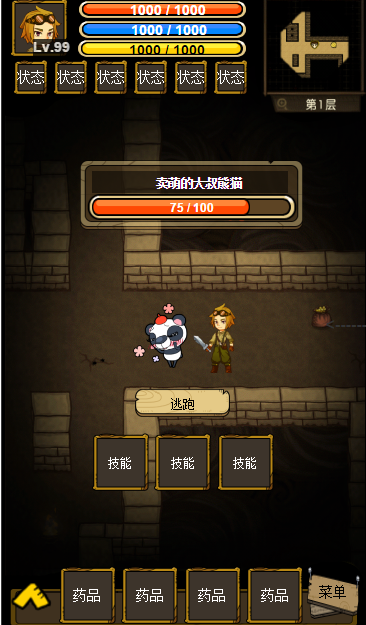 1000 / 1000
1000 / 1000
Lv.99
1000 / 1000
状态 状态 状态 状态 状态 状态
第1层
卖萌的大叔熊猫
75 / 100
逃跑
技能 技能 技能
药品 药品 药品 药品 菜单